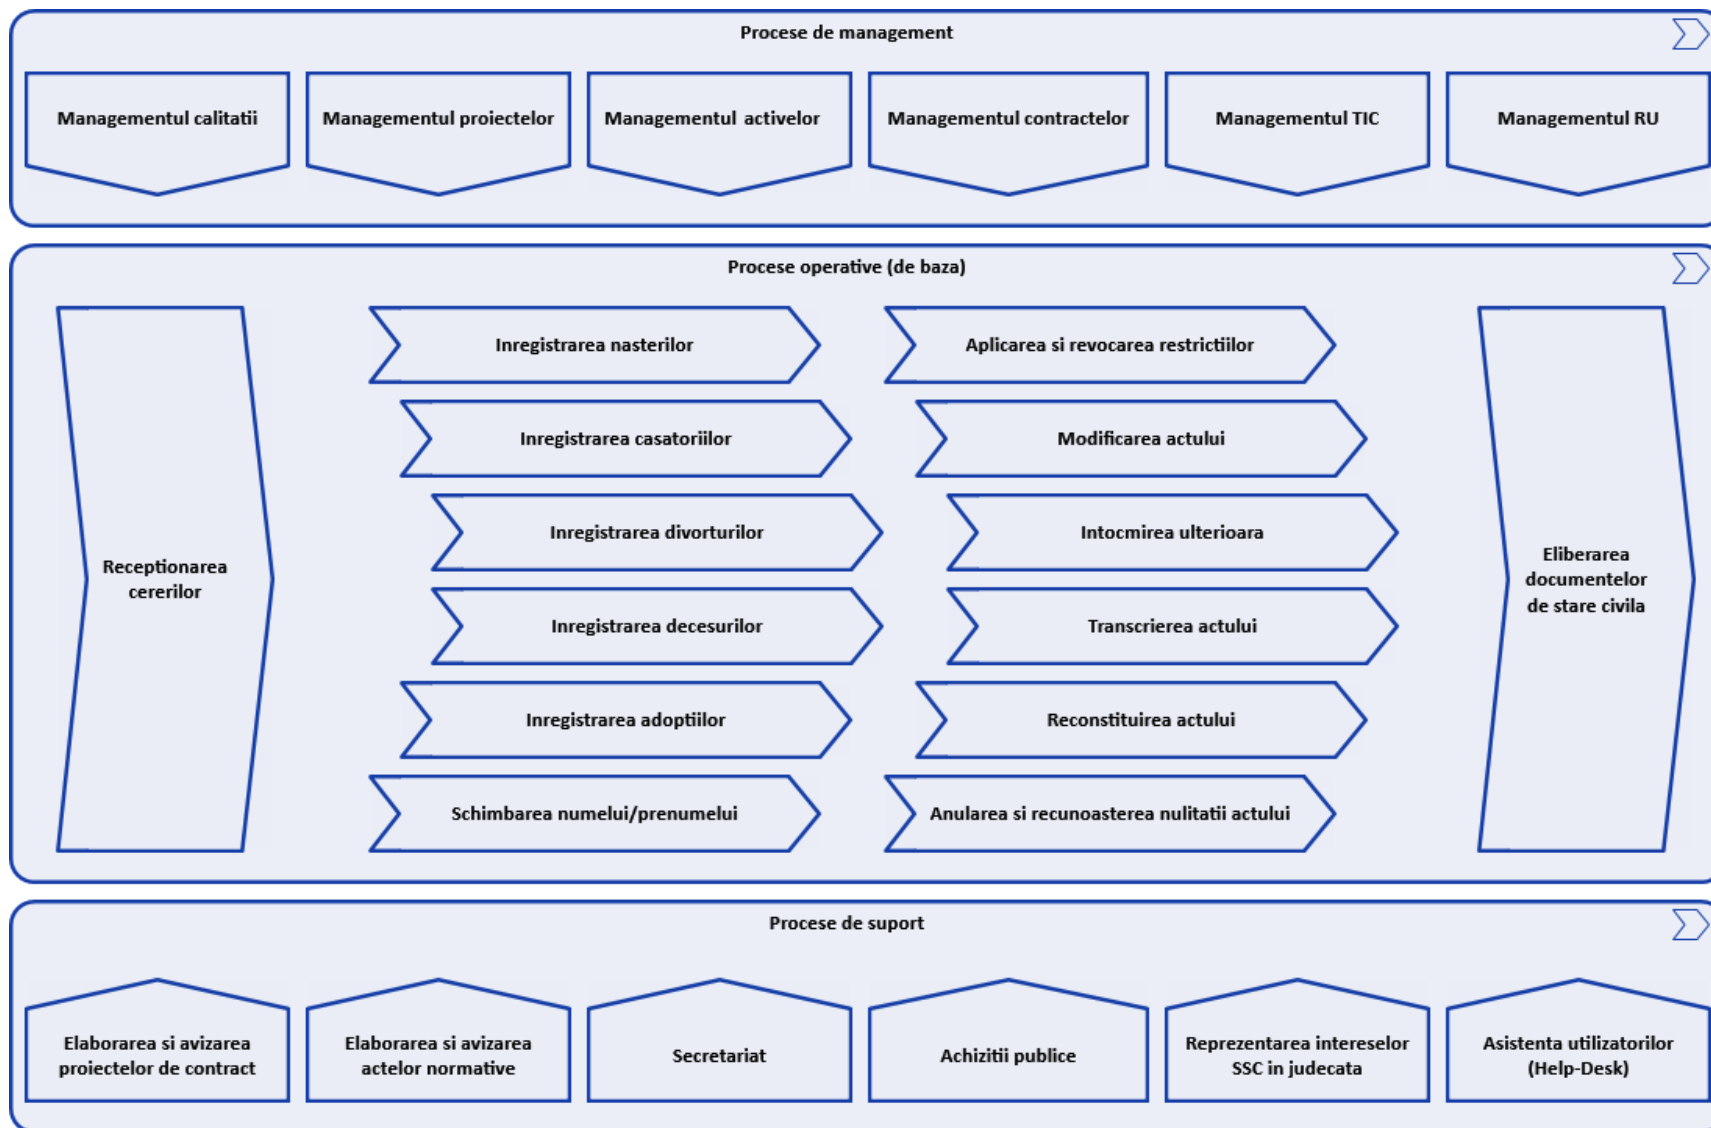 Procese de management
Managementul calitatii
Managementul proiectelor
Managementul activelor
Managementul contractelor
Managementul TIC
Managementul RU
Procese operative (de baza)
Receptionarea
cererilor
Inregistrarea nasterilor
Inregistrarea casatoriilor
Inregistrarea divorturilor
Inregistrarea decesurilor
Inregistrarea adoptiilor
Schimbarea numelui/prenumelui
Aplicarea si revocarea restrictiilor
Modificarea actului
Intocmirea ulterioara
Transcrierea actului
Reconstituirea actului
Anularea si recunoasterea nulitatii actului
Eliberarea
documentelor
de stare civila
Procese de suport
Elaborarea si avizarea
proiectelor de contract
Elaborarea si avizarea
actelor normative
Secretariat
Achizitii publice
Reprezentarea intereselor
SSC in judecata
Asistenta utilizatorilor
(Help-Desk)